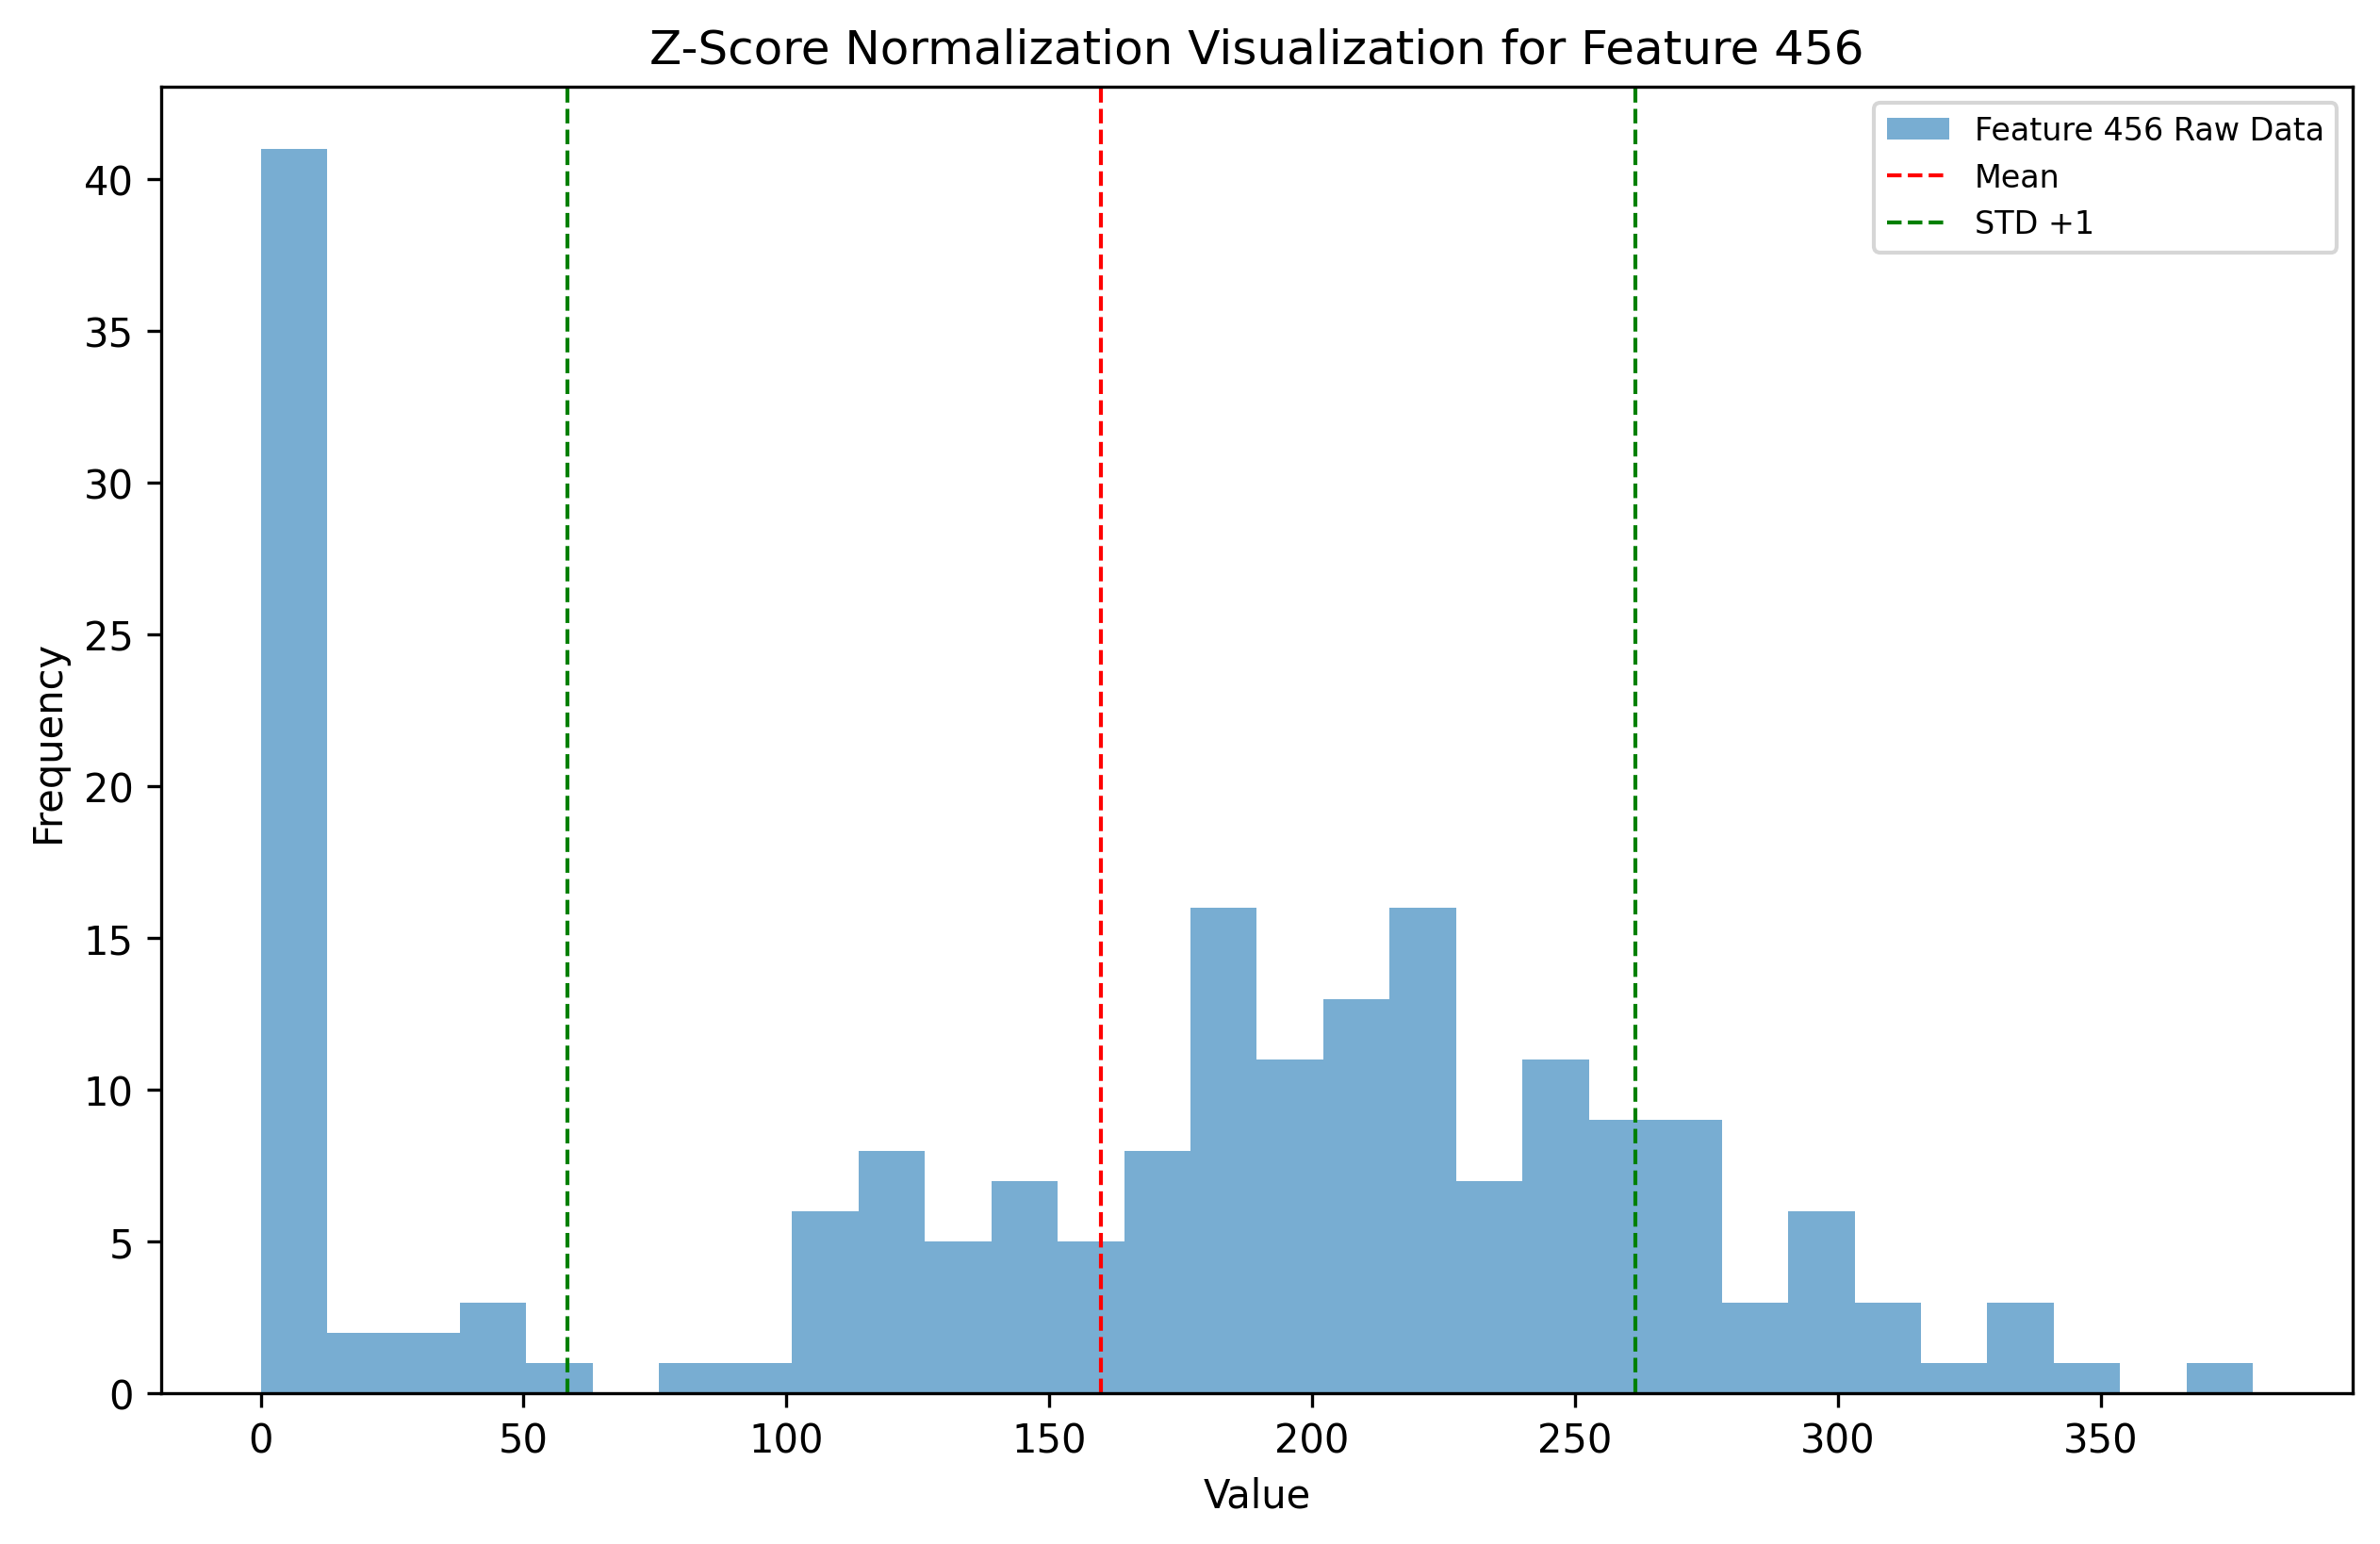 Z-Score Normalization Visualization for Feature 456
Feature 456 Raw Data
Mean
STD +1
Frequency
40
35
30
25
20
15
10
5
0
0 50 100 150 200 250 300 350
Value